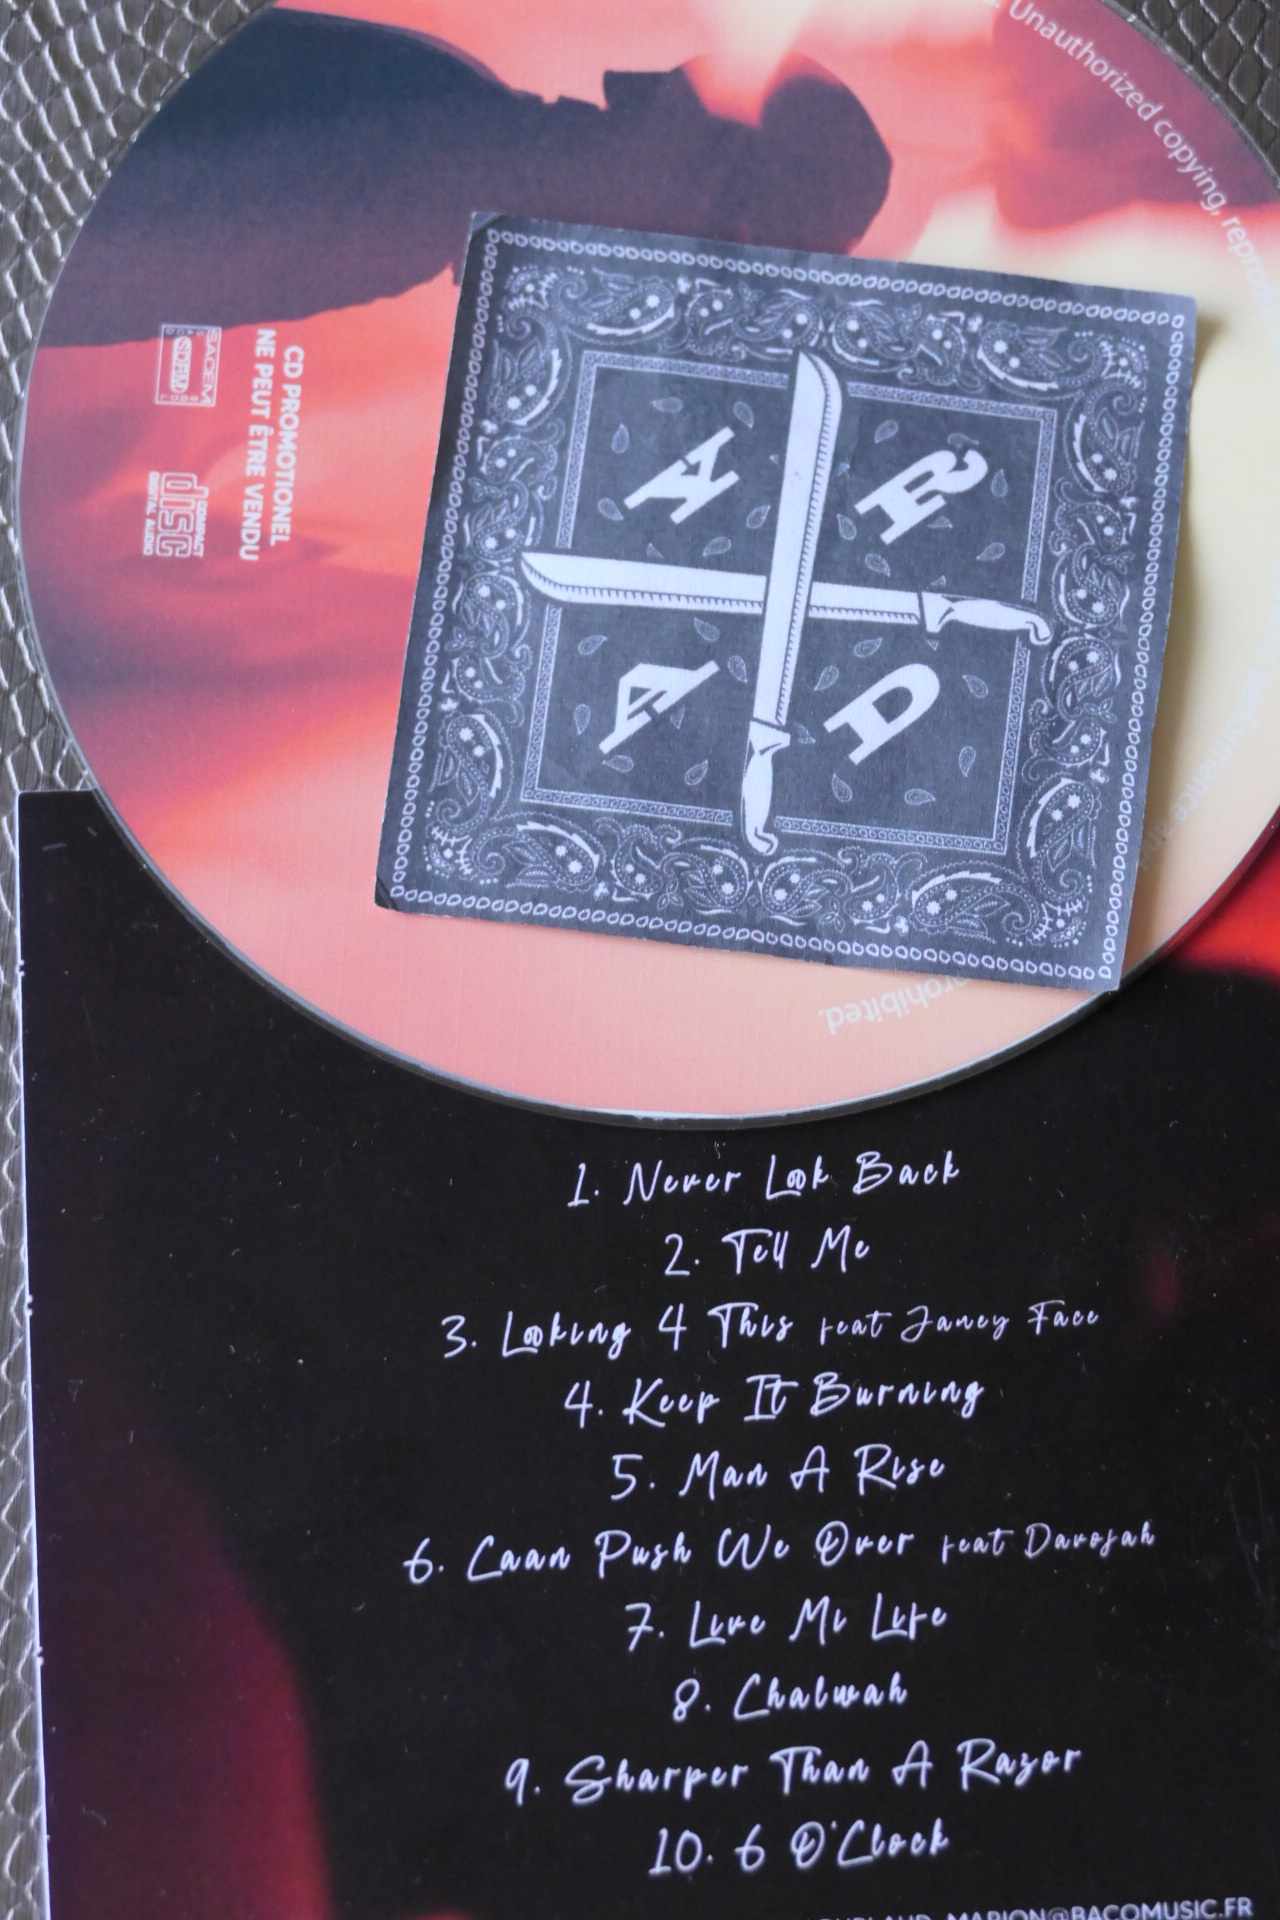 . Unauthorized copying, reprod
CD PROMOTIONEL
NE PEUT ÊTRE VENDU
SACEM
SDRM
COMPACT
disc
DIGITAL AUDIO
A R
A D
prohibited.
1. Never Look Back
2. Tell Me
3. Looking 4 This feat Janey Face
4. Keep It Burning
5. Man A Rise
6. Caan Push We Over feat Davojah
7. Live Mi Life
8. Chalwah
9. Sharper Than A Razor
10. 6 O'Clock
MARION@BACOMUSIC.FR